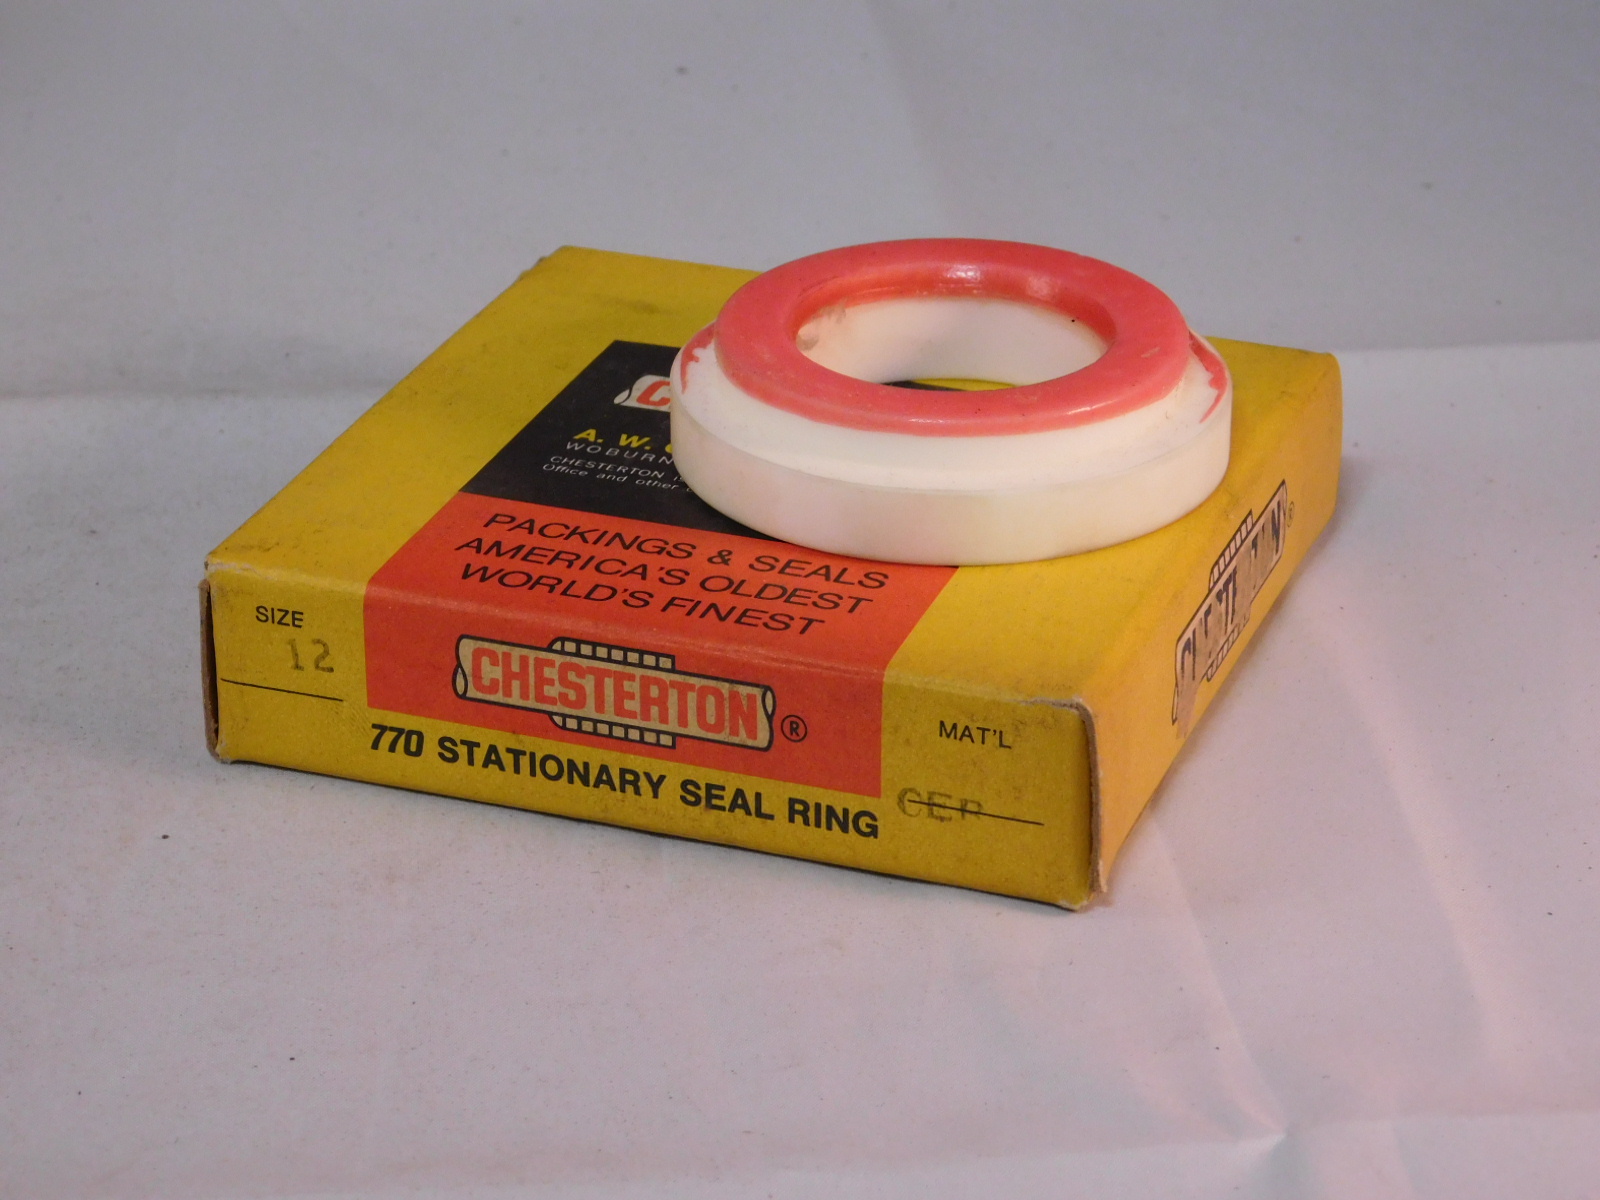 A. W.
WOBURN
CHESTERTON
Office and other
PACKINGS & SEALS
AMERICA'S OLDEST
WORLD'S FINEST
SIZE
12
CHESTERTON®
770 STATIONARY SEAL RING
MAT'L
CER